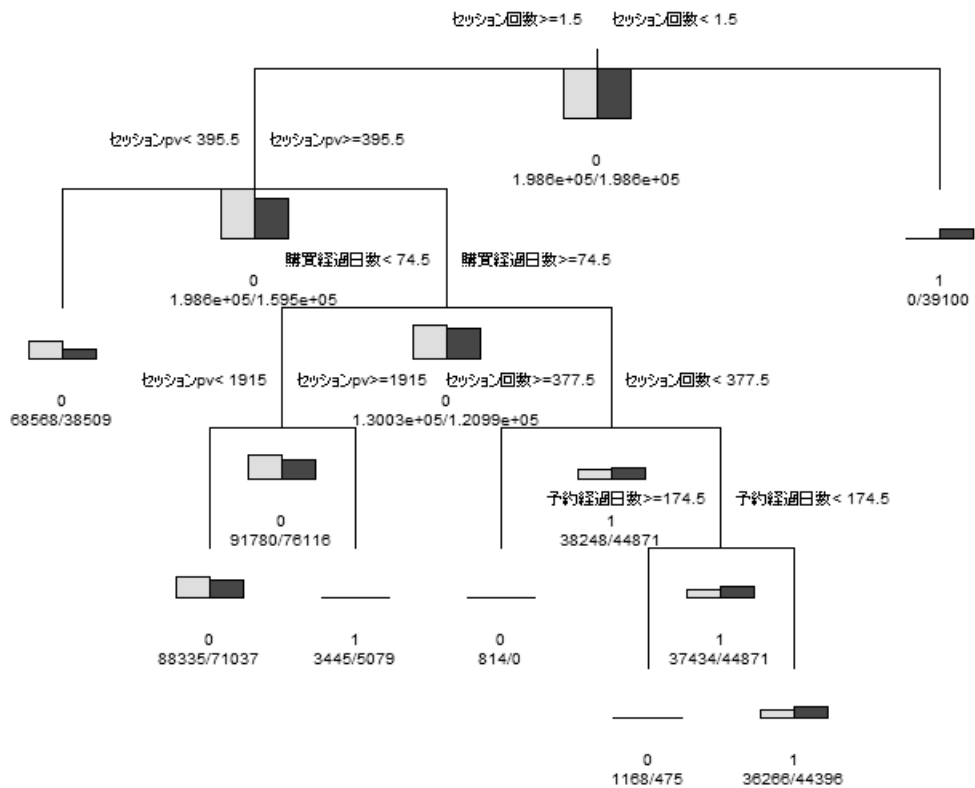 セッション回数>=1.5 セッション回数< 1.5
セッションpv< 395.5 セッションpv>=395.5
0
1.986e+05/1.986e+05
購買経過日数< 74.5 購買経過日数>=74.5
0
1.986e+05/1.595e+05
1
0/39100
セッションpv< 1915 セッションpv>=1915 セッション回数>=377.5 セッション回数< 377.5
0
68568/38509
0
1.3003e+05/1.2099e+05
予約経過日数>=174.5 予約経過日数< 174.5
0
91780/76116
1
38248/44871
0
88335/71037
1
3445/5079
0
814/0
1
37434/44871
0
1168/475
1
36266/44396